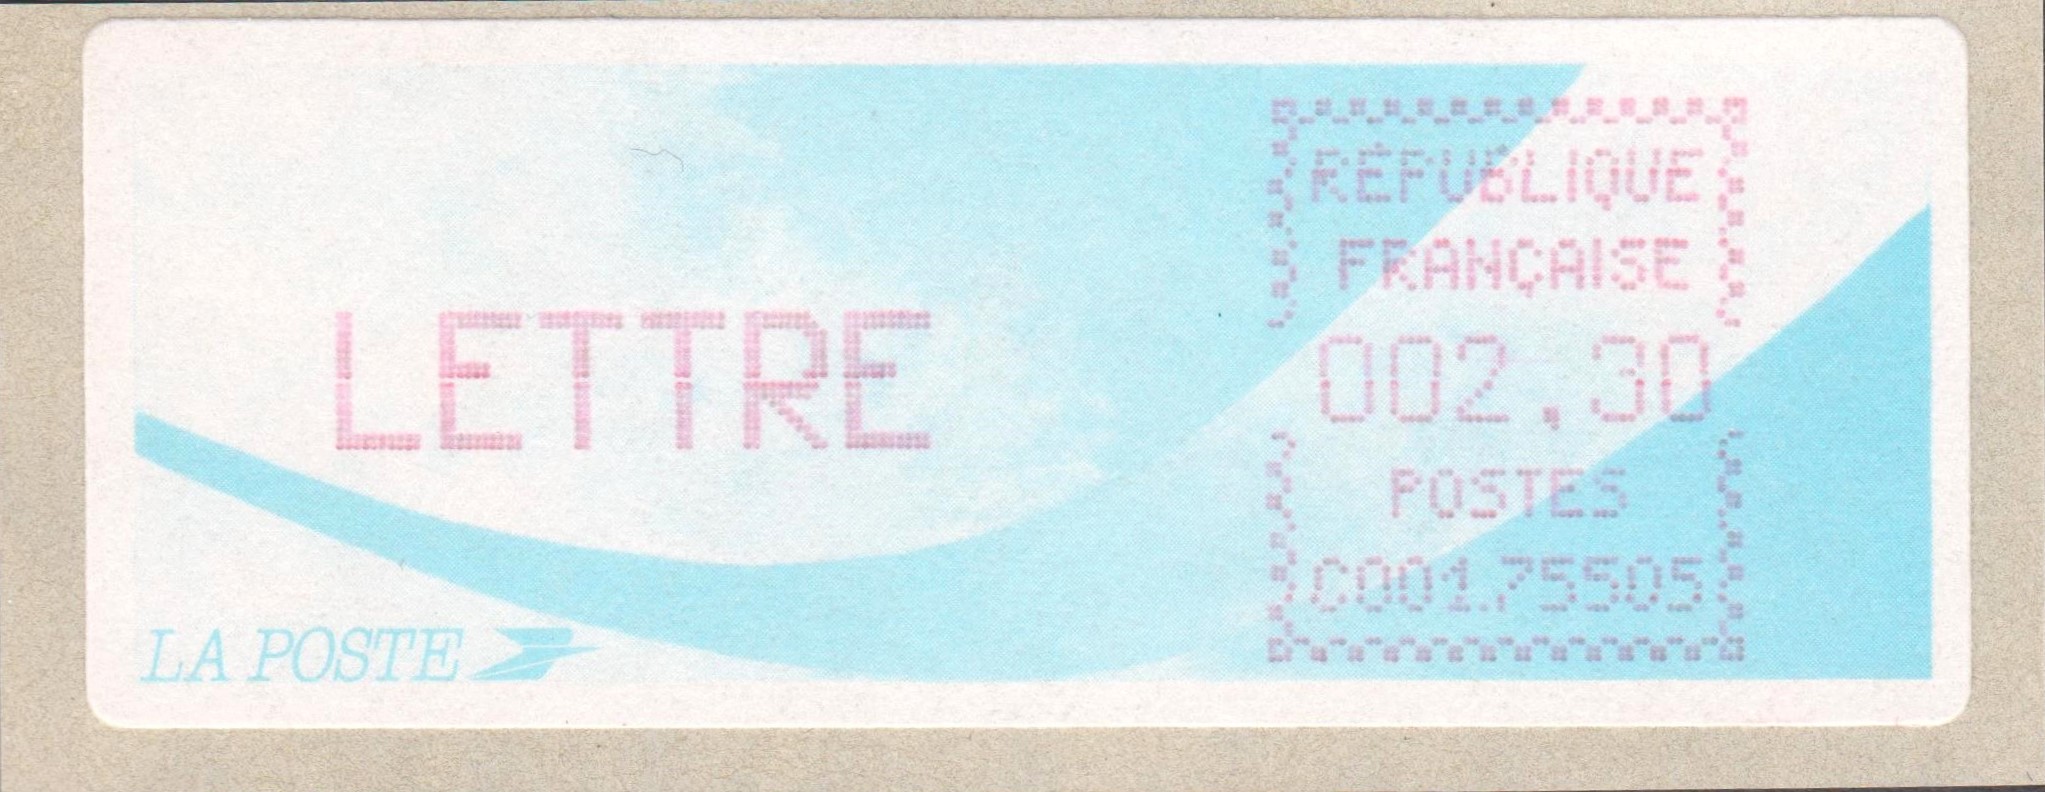 LETTRE
LA POSTE
RÉPUBLIQUE
FRANÇAISE
002.30
POSTES
C001.75505